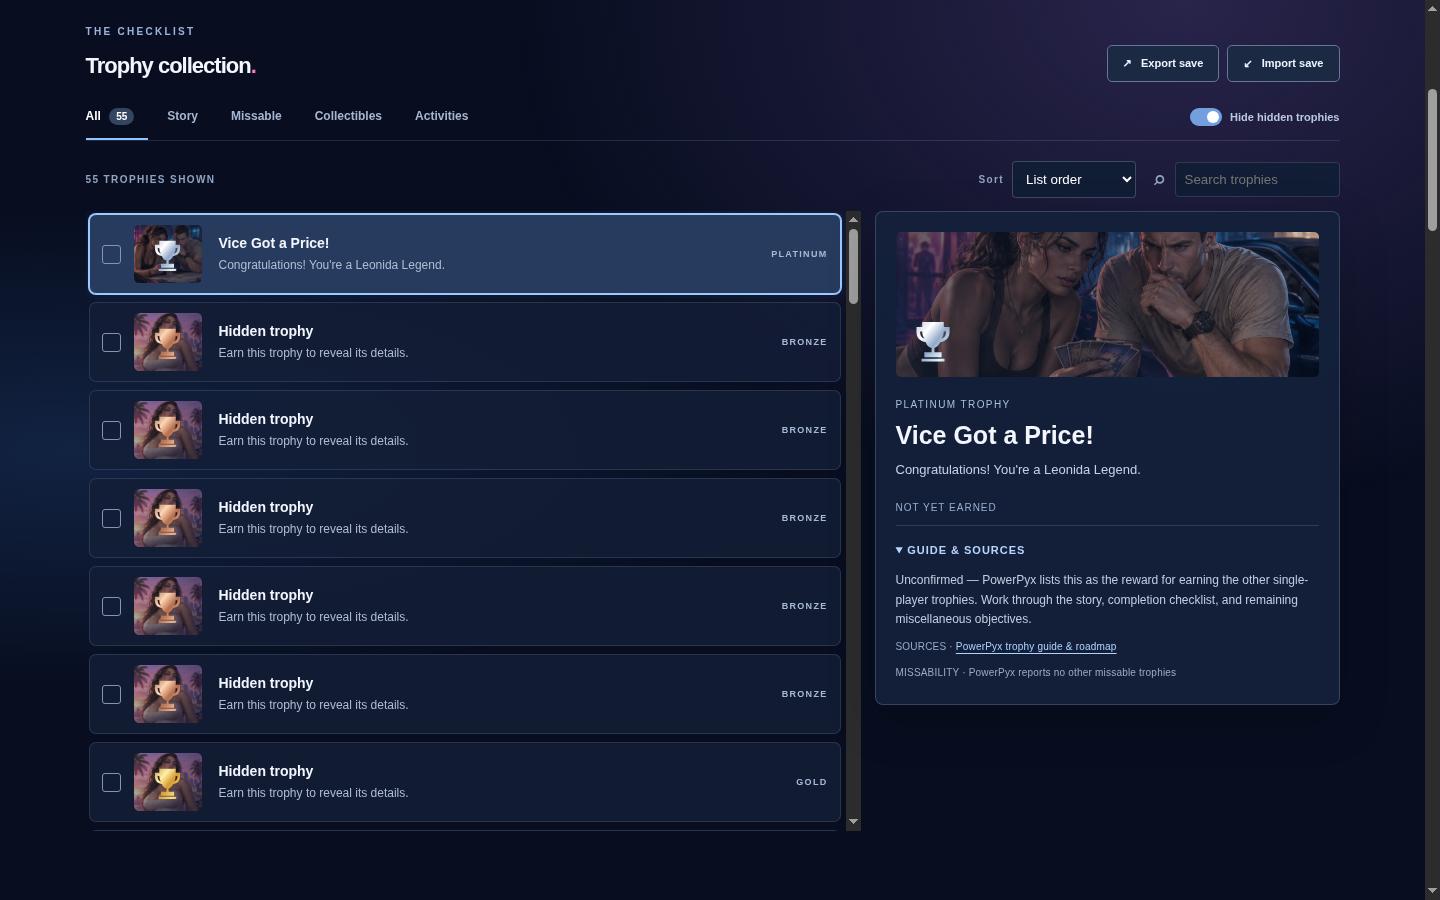 THE CHECKLIST
Trophy collection.
↗ Export save
↙ Import save
All 55
Story
Missable
Collectibles
Activities
Hide hidden trophies
55 TROPHIES SHOWN
Sort
List order
Search trophies
Vice Got a Price!
Congratulations! You're a Leonida Legend.
PLATINUM
Hidden trophy
Earn this trophy to reveal its details.
BRONZE
Hidden trophy
Earn this trophy to reveal its details.
BRONZE
Hidden trophy
Earn this trophy to reveal its details.
BRONZE
Hidden trophy
Earn this trophy to reveal its details.
BRONZE
Hidden trophy
Earn this trophy to reveal its details.
BRONZE
Hidden trophy
Earn this trophy to reveal its details.
GOLD
PLATINUM TROPHY
Vice Got a Price!
Congratulations! You're a Leonida Legend.
NOT YET EARNED
▼ GUIDE & SOURCES
Unconfirmed — PowerPyx lists this as the reward for earning the other single-
player trophies. Work through the story, completion checklist, and remaining
miscellaneous objectives.
SOURCES · PowerPyx trophy guide & roadmap
MISSABILITY · PowerPyx reports no other missable trophies